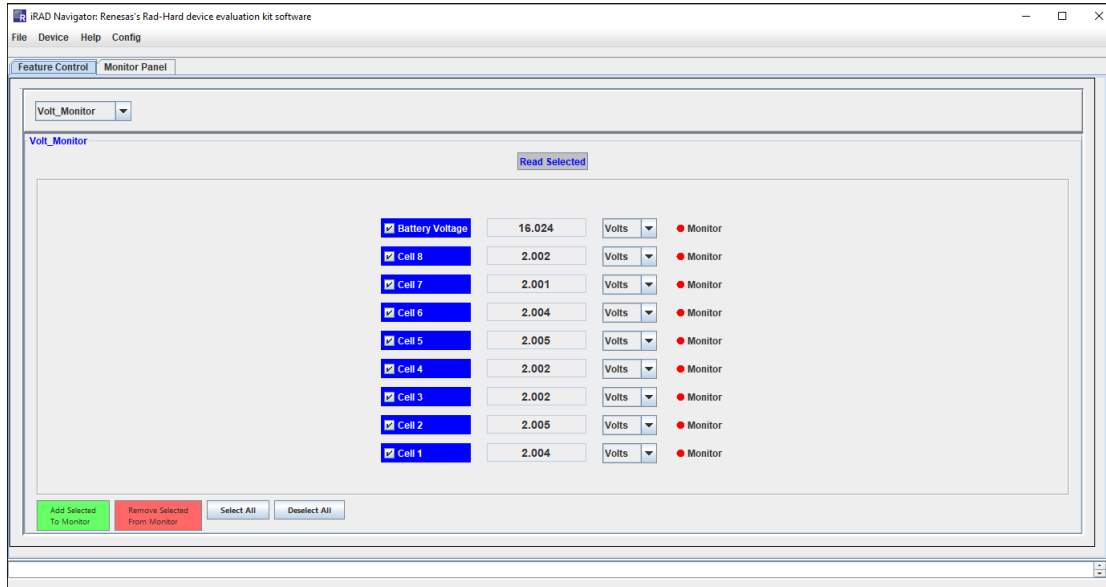 R iRAD Navigator: Renesas's Rad-Hard device evaluation kit software
File Device Help Config
Feature Control Monitor Panel
Volt_Monitor
Volt_Monitor
Read Selected
Battery Voltage 16.024 Volts Monitor
Cell 8 2.002 Volts Monitor
Cell 7 2.001 Volts Monitor
Cell 6 2.004 Volts Monitor
Cell 5 2.005 Volts Monitor
Cell 4 2.002 Volts Monitor
Cell 3 2.002 Volts Monitor
Cell 2 2.005 Volts Monitor
Cell 1 2.004 Volts Monitor
Add Selected
To Monitor
Remove Selected
From Monitor
Select All Deselect All